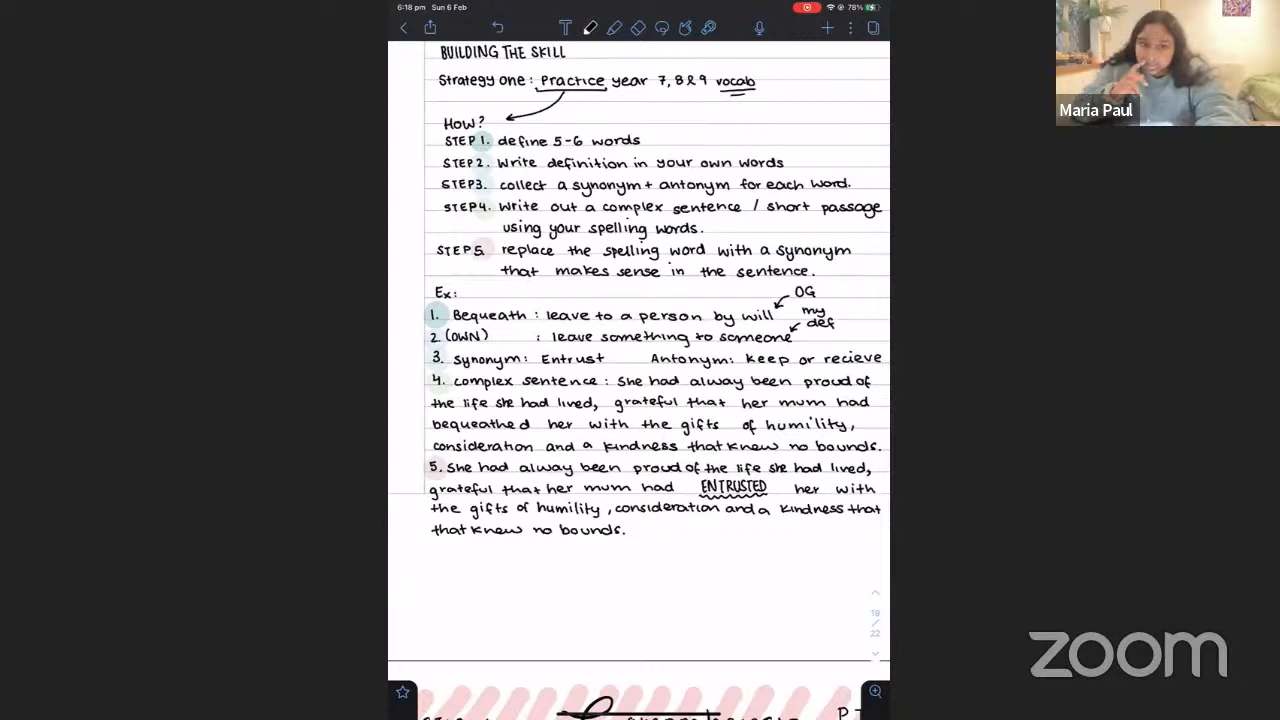 6:18 pm Sun 6 Feb
78%
Maria Paul
BUILDING THE SKILL
Strategy one: Practice year 7, 8 & 9 vocab
HOW?
STEP 1. define 5-6 words
STEP 2. Write definition in your own words
STEP3. collect a synonym + antonym for each word.
STEP4. Write out a complex sentence / short passage
using your spelling words.
STEP 5. replace the spelling word with a synonym
that makes sense in the sentence.
Ex:
OG
1. Bequeath : leave to a person by will
my
def
2. (OWN) : leave something to someone
3. synonym: Entrust Antonym: Keep or recieve
4. complex sentence : She had alway been proud of
the life she had lived, grateful that her mum had
bequeathed her with the gifts of humility,
consideration and a kindness that knew no bounds.
5. She had alway been proud of the life she had lived,
grateful that her mum had ENTRUSTED her with
the gifts of humility, consideration and a kindness that
that knew no bounds.
19
/
22
zoom